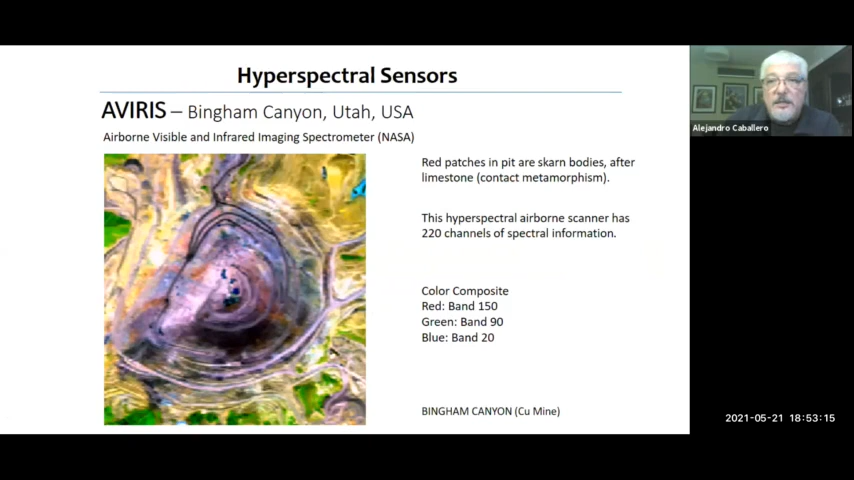 Hyperspectral Sensors
AVIRIS – Bingham Canyon, Utah, USA
Airborne Visible and Infrared Imaging Spectrometer (NASA)
Red patches in pit are skarn bodies, after
limestone (contact metamorphism).
This hyperspectral airborne scanner has
220 channels of spectral information.
Color Composite
Red: Band 150
Green: Band 90
Blue: Band 20
BINGHAM CANYON (Cu Mine)
Alejandro Caballero
2021-05-21 18:53:15